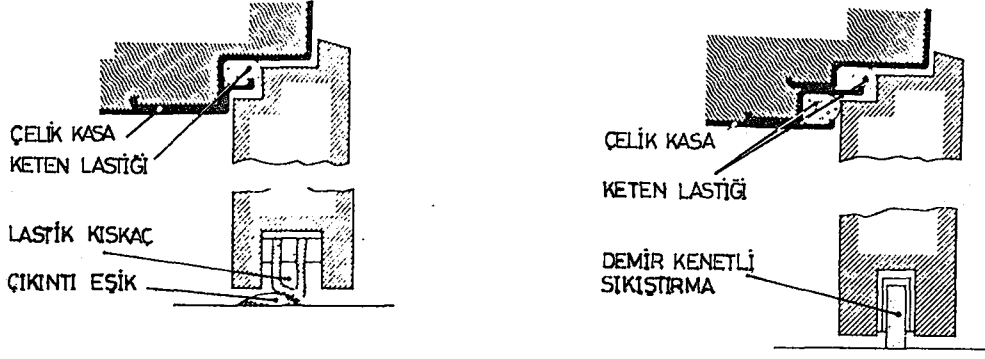 ÇELİK KASA
KETEN LASTİĞİ
LASTİK KISKAÇ
ÇIKINTI EŞİK
ÇELİK KASA
KETEN LASTİĞİ
DEMİR KENETLİ
SIKIŞTIRMA